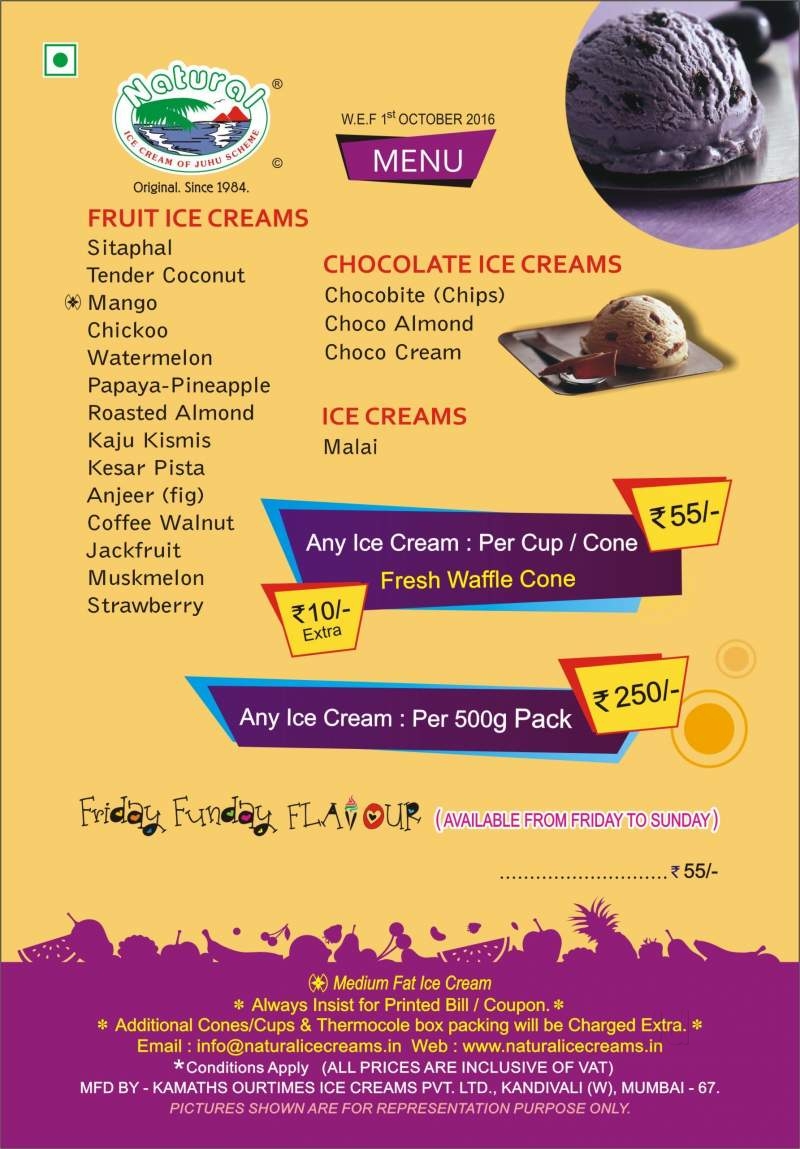 Natural
®
ICE CREAM OF JUHU SCHEME
©
Original. Since 1984.
W.E.F 1st OCTOBER 2016
MENU
FRUIT ICE CREAMS
Sitaphal
Tender Coconut
Mango
Chickoo
Watermelon
Papaya-Pineapple
Roasted Almond
Kaju Kismis
Kesar Pista
Anjeer (fig)
Coffee Walnut
Jackfruit
Muskmelon
Strawberry
CHOCOLATE ICE CREAMS
Chocobite (Chips)
Choco Almond
Choco Cream
ICE CREAMS
Malai
Any Ice Cream : Per Cup / Cone
₹ 55/-
Fresh Waffle Cone
₹10/-
Extra
Any Ice Cream : Per 500g Pack
₹ 250/-
Friday Funday FLAVOUR (AVAILABLE FROM FRIDAY TO SUNDAY)
............................ ₹ 55/-
Medium Fat Ice Cream
* Always Insist for Printed Bill / Coupon. *
* Additional Cones/Cups & Thermocole box packing will be Charged Extra. *
Email : info@naturalicecreams.in Web : www.naturalicecreams.in
*Conditions Apply (ALL PRICES ARE INCLUSIVE OF VAT)
MFD BY - KAMATHS OURTIMES ICE CREAMS PVT. LTD., KANDIVALI (W), MUMBAI - 67.
PICTURES SHOWN ARE FOR REPRESENTATION PURPOSE ONLY.